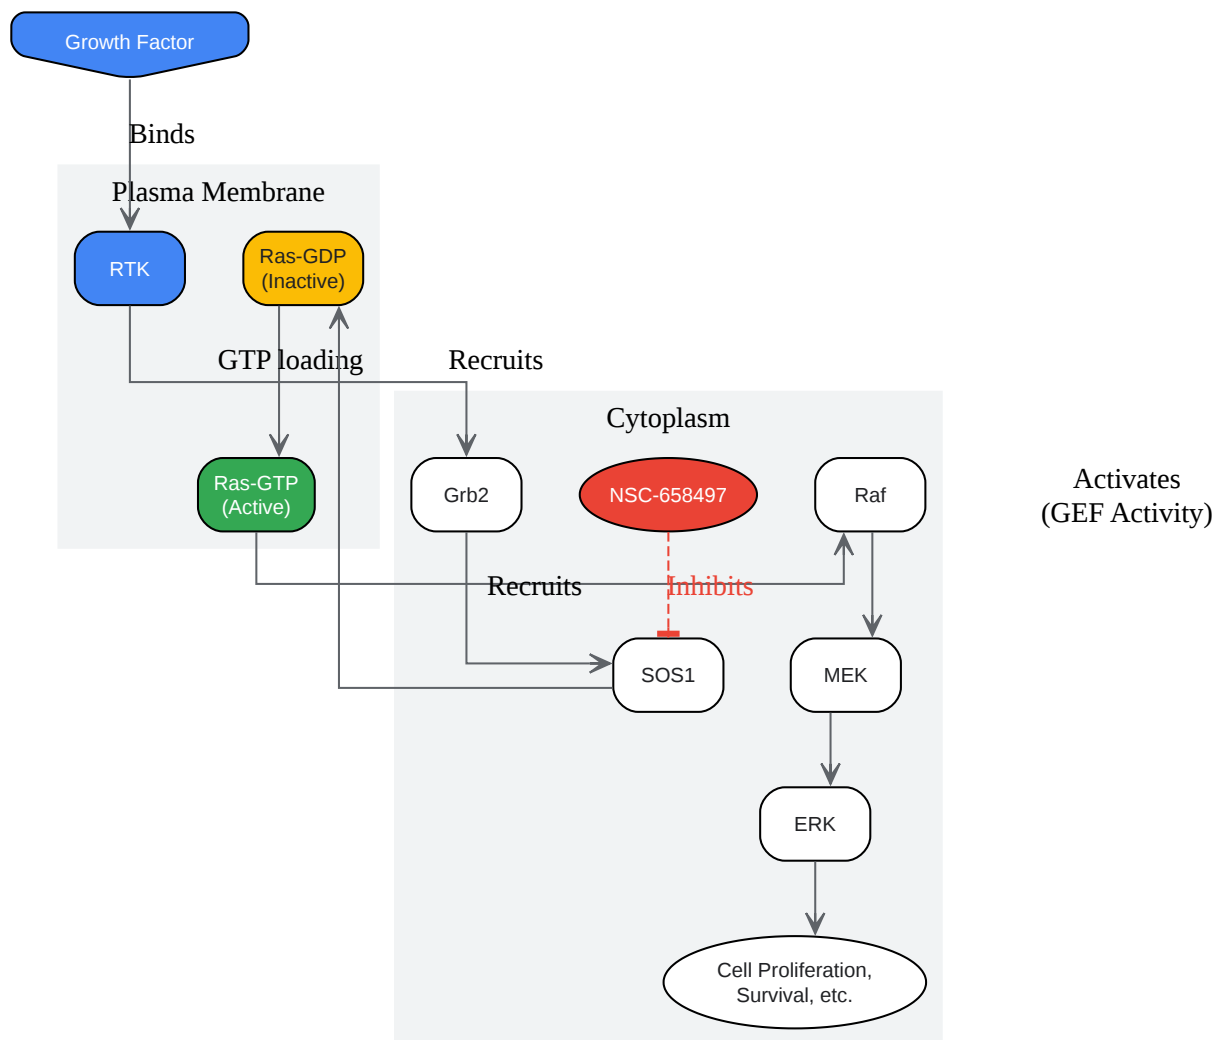 Growth Factor
Binds
Plasma Membrane
RTK
Ras-GDP
(Inactive)
GTP loading
Recruits
Cytoplasm
Ras-GTP
(Active)
Grb2
NSC-658497
Raf
Activates
(GEF Activity)
Recruits
Inhibits
SOS1
MEK
ERK
Cell Proliferation,
Survival, etc.